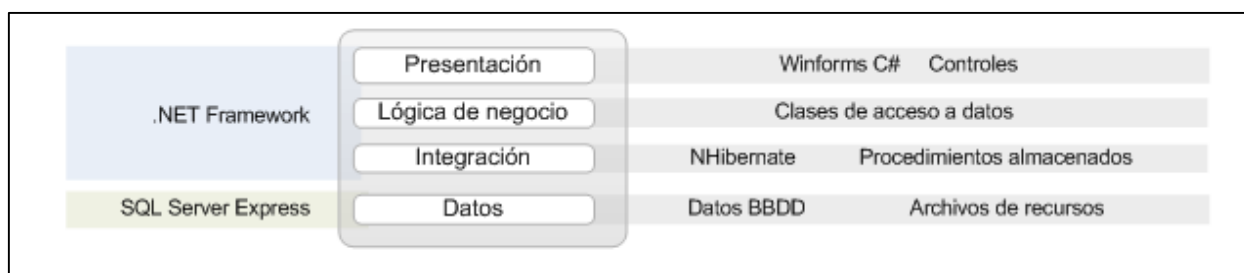 Presentación Winforms C# Controles
.NET Framework Lógica de negocio Clases de acceso a datos
Integración NHibernate Procedimientos almacenados
SQL Server Express Datos Datos BBDD Archivos de recursos